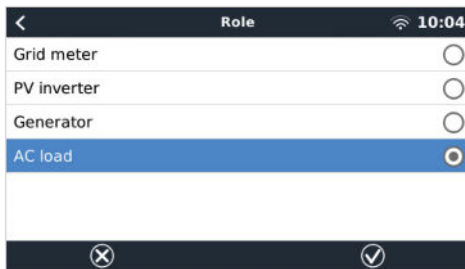 Role 10:04
Grid meter
PV inverter
Generator
AC load